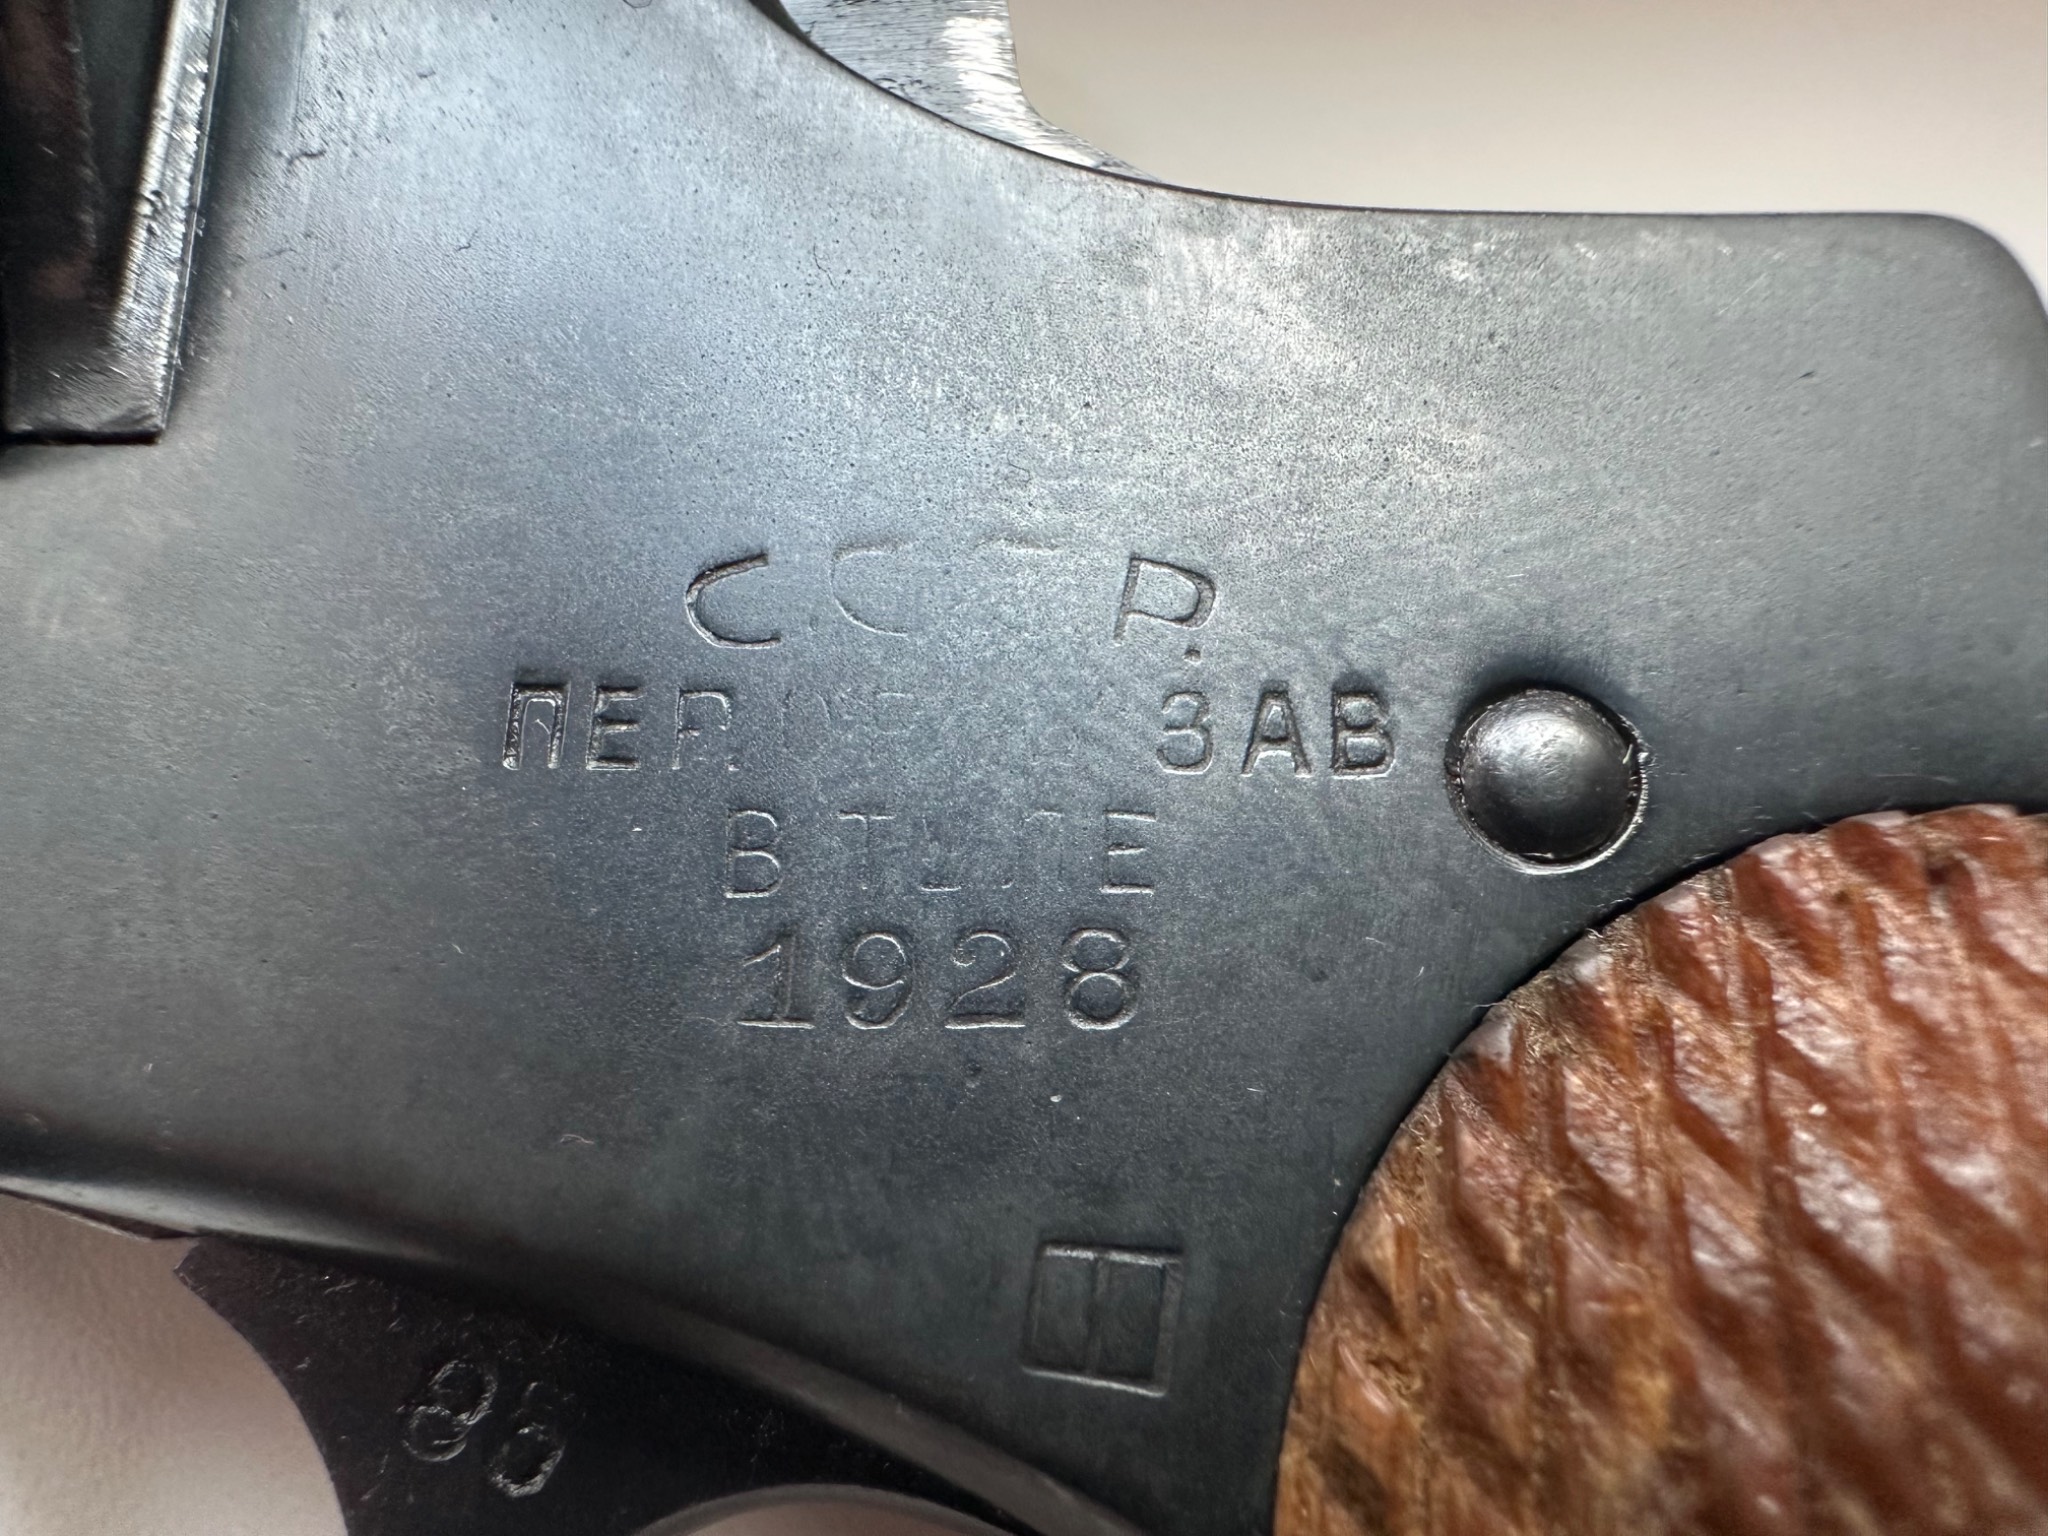 СССР.
ПЕР. ЗАВ
В ТУЛЕ
1928